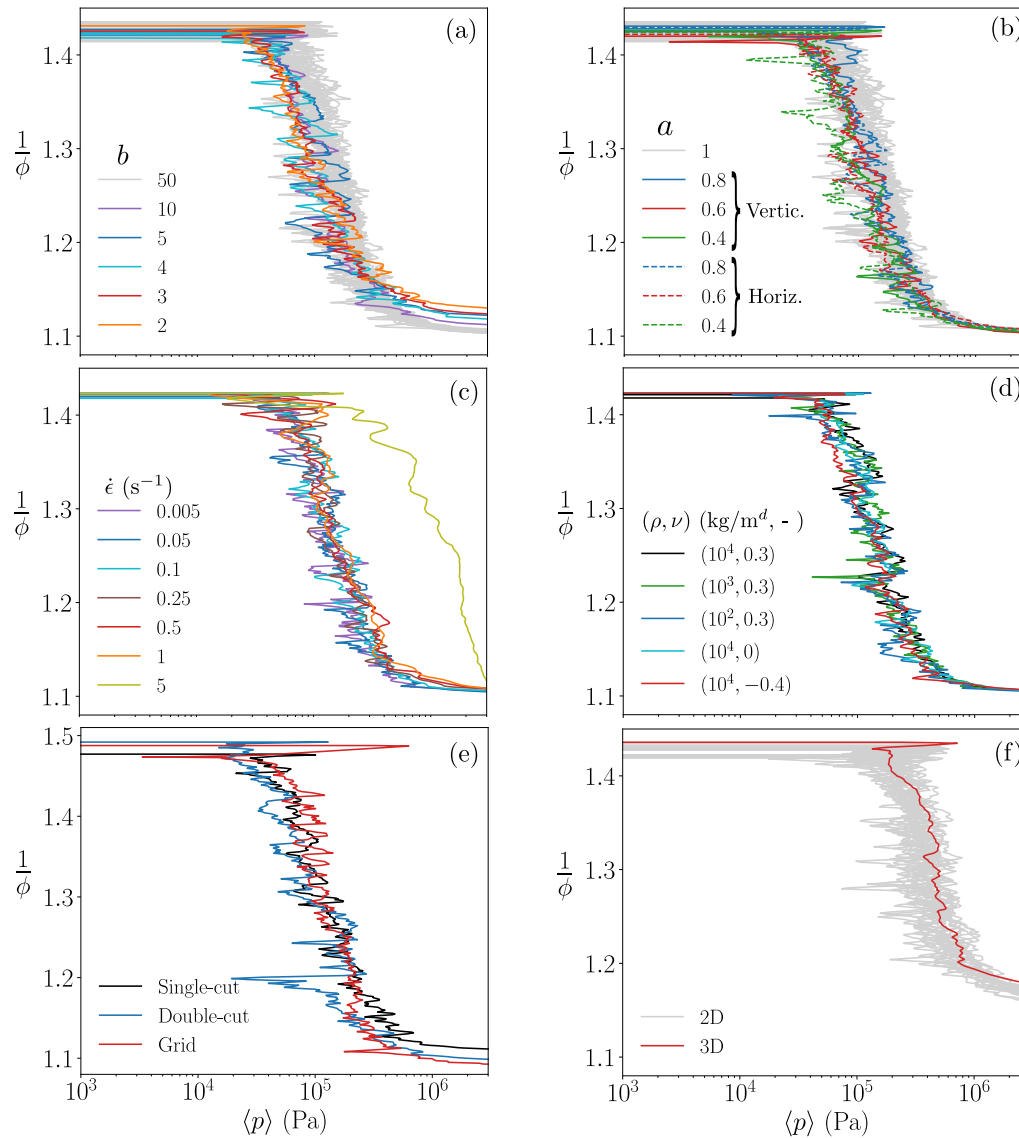 (a)
1.4
1.3
1.2
1.1
1/ϕ
b
50
10
5
4
3
2
(b)
1.4
1.3
1.2
1.1
1/ϕ
a
1
0.8
0.6
0.4
Vertic.
0.8
0.6
0.4
Horiz.
(c)
1.4
1.3
1.2
1.1
1/ϕ
ϵ̇ (s⁻¹)
0.005
0.05
0.1
0.25
0.5
1
5
(d)
1.4
1.3
1.2
1.1
1/ϕ
(ρ, ν) (kg/mᵈ, - )
(10⁴, 0.3)
(10³, 0.3)
(10², 0.3)
(10⁴, 0)
(10⁴, −0.4)
(e)
1.5
1.4
1.3
1.2
1.1
1/ϕ
Single-cut
Double-cut
Grid
10³
10⁴
10⁵
10⁶
⟨p⟩ (Pa)
(f)
1.4
1.3
1.2
1.1
1/ϕ
2D
3D
10³
10⁴
10⁵
10⁶
⟨p⟩ (Pa)